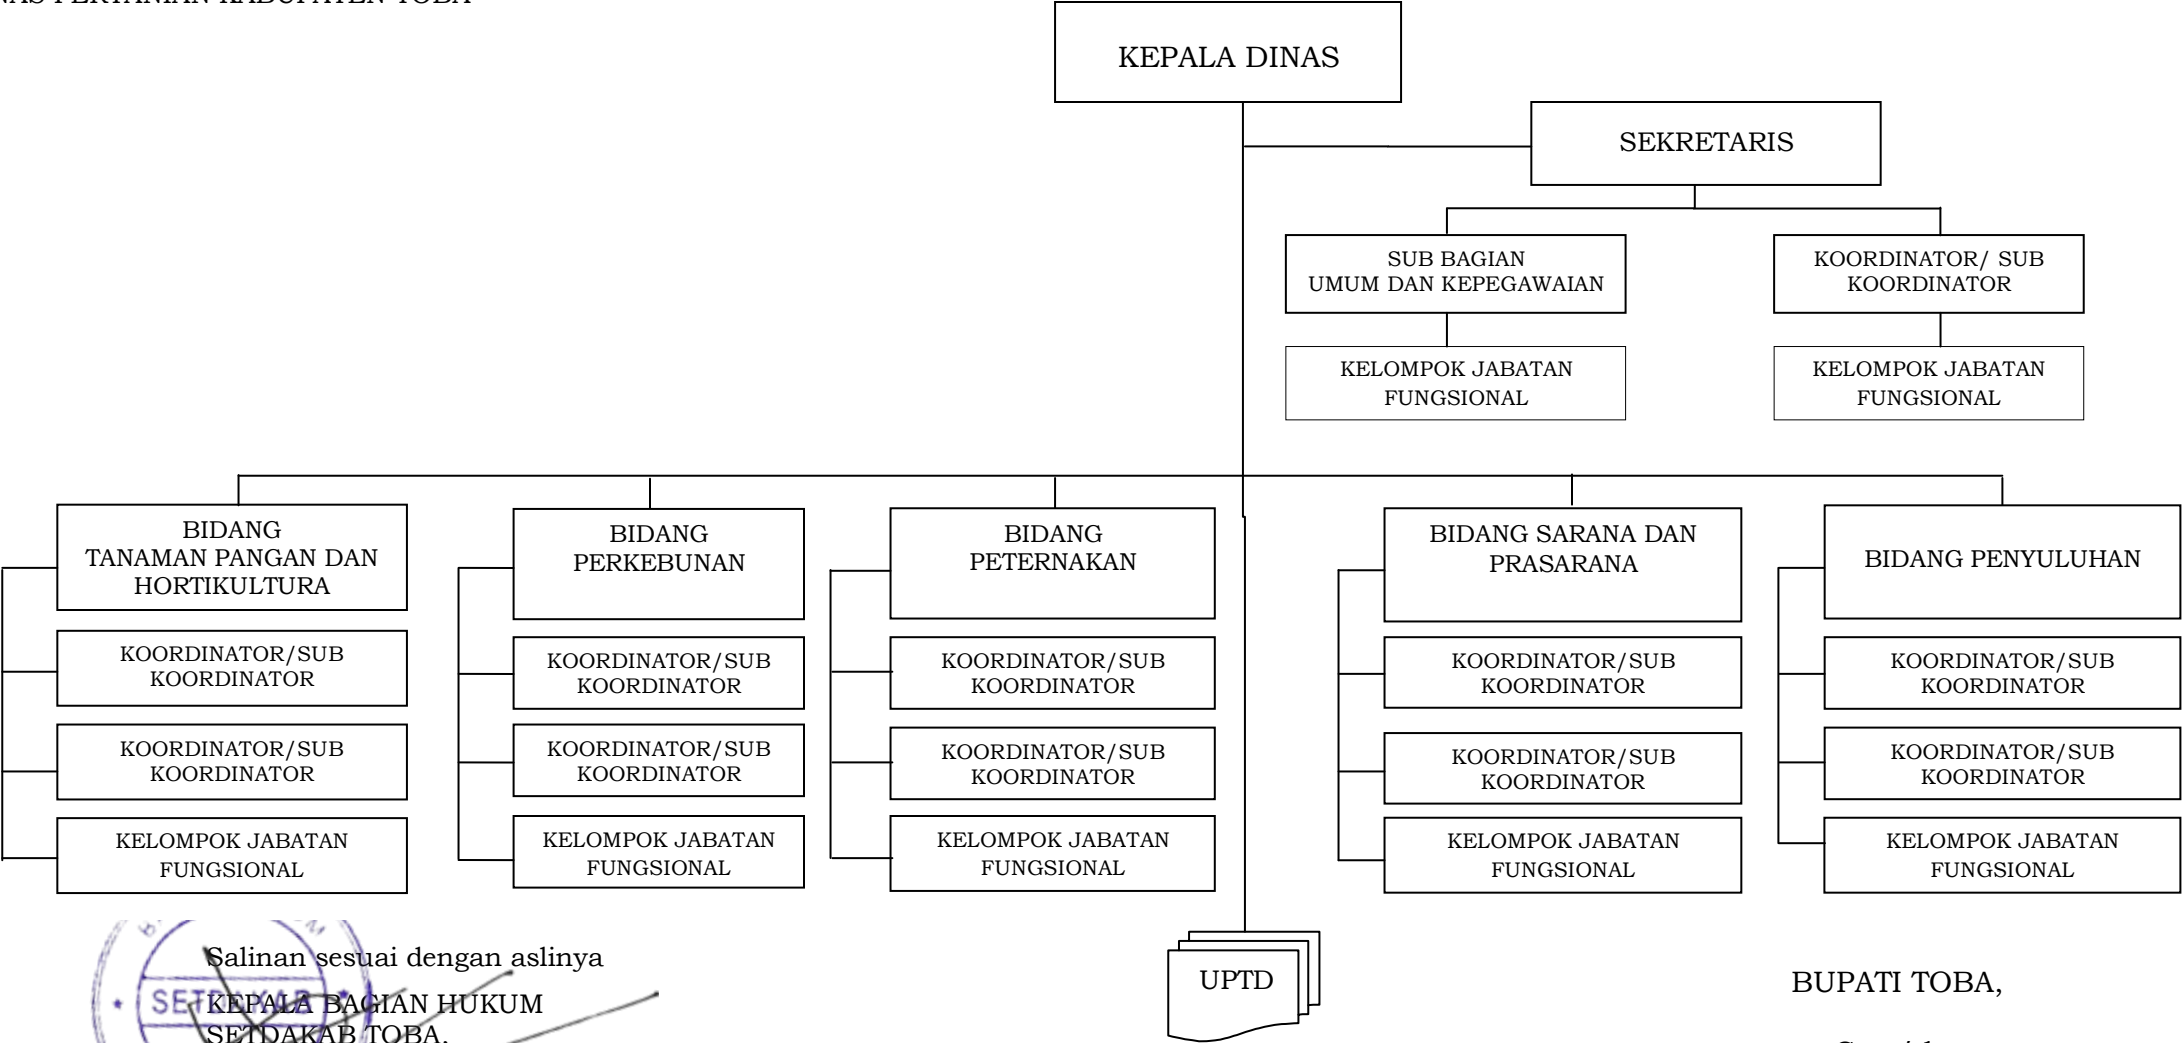 PERTANIAN KABUPATEN TOBA
KEPALA DINAS
SEKRETARIS
SUB BAGIAN
UMUM DAN KEPEGAWAIAN
KOORDINATOR/ SUB
KOORDINATOR
KELOMPOK JABATAN
FUNGSIONAL
KELOMPOK JABATAN
FUNGSIONAL
BIDANG
TANAMAN PANGAN DAN
HORTIKULTURA
KOORDINATOR/SUB
KOORDINATOR
KOORDINATOR/SUB
KOORDINATOR
KELOMPOK JABATAN
FUNGSIONAL
BIDANG
PERKEBUNAN
KOORDINATOR/SUB
KOORDINATOR
KOORDINATOR/SUB
KOORDINATOR
KELOMPOK JABATAN
FUNGSIONAL
BIDANG
PETERNAKAN
KOORDINATOR/SUB
KOORDINATOR
KOORDINATOR/SUB
KOORDINATOR
KELOMPOK JABATAN
FUNGSIONAL
BIDANG SARANA DAN
PRASARANA
KOORDINATOR/SUB
KOORDINATOR
KOORDINATOR/SUB
KOORDINATOR
KELOMPOK JABATAN
FUNGSIONAL
BIDANG PENYULUHAN
KOORDINATOR/SUB
KOORDINATOR
KOORDINATOR/SUB
KOORDINATOR
KELOMPOK JABATAN
FUNGSIONAL
UPTD
Salinan sesuai dengan aslinya
KEPALA BAGIAN HUKUM
SETDAKAB TOBA,
SETDAKAB
BUPATI TOBA,